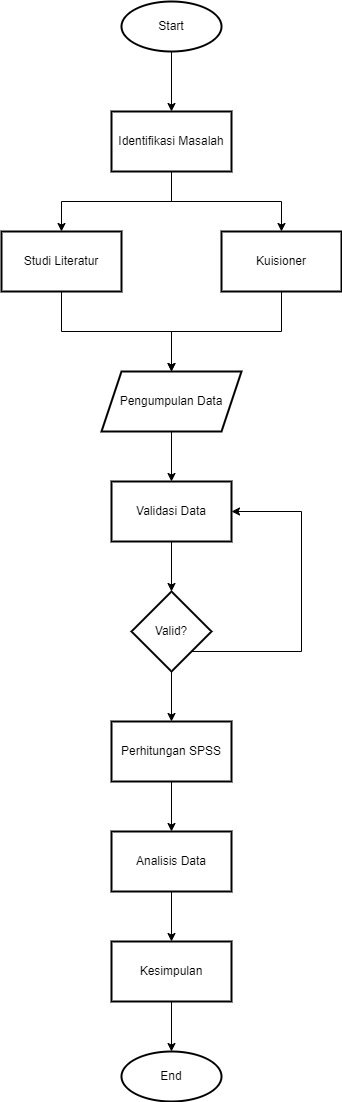 Start
Identifikasi Masalah
Studi Literatur
Kuisioner
Pengumpulan Data
Validasi Data
Valid?
Perhitungan SPSS
Analisis Data
Kesimpulan
End